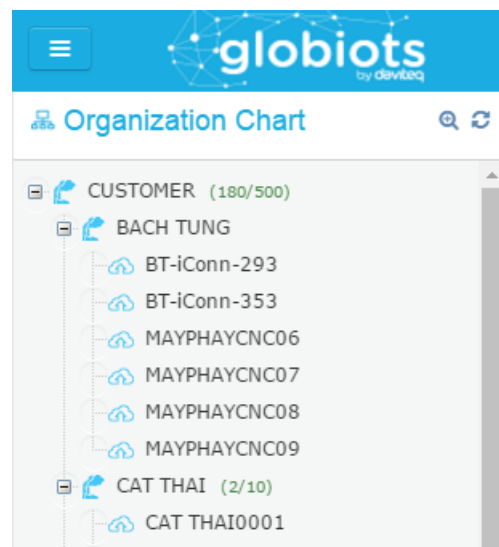 globiots
by daviteq
Organization Chart
CUSTOMER (180/500)
BACH TUNG
BT-iConn-293
BT-iConn-353
MAYPHAYCNC06
MAYPHAYCNC07
MAYPHAYCNC08
MAYPHAYCNC09
CAT THAI (2/10)
CAT THAI0001